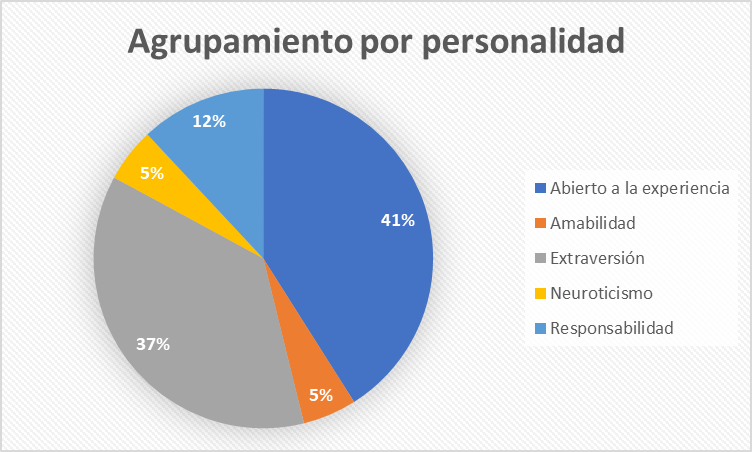 Agrupamiento por personalidad
12%
5%
41%
37%
5%
Abierto a la experiencia
Amabilidad
Extraversión
Neuroticismo
Responsabilidad